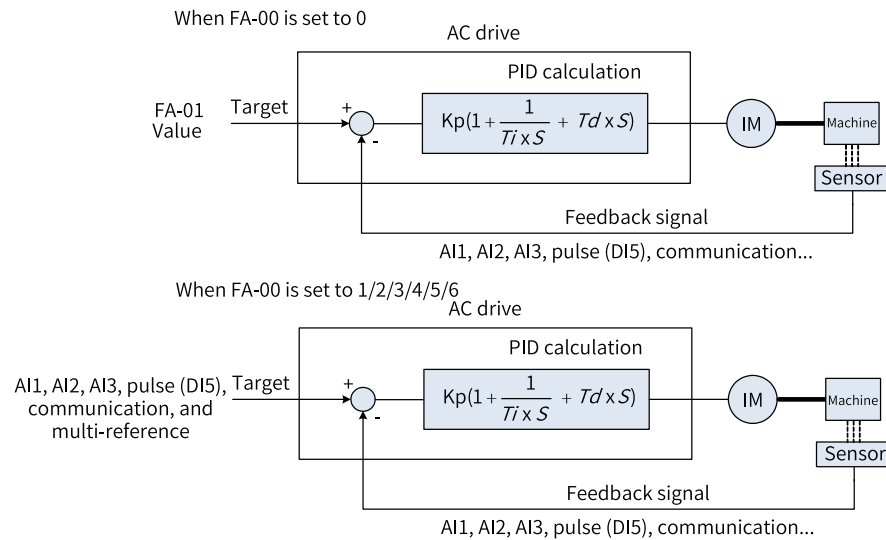 When FA-00 is set to 0
AC drive
PID calculation
FA-01
Value
Target
+
-
Kp(1 + 1/(Ti x S) + Td x S)
IM
Machine
Sensor
Feedback signal
AI1, AI2, AI3, pulse (DI5), communication...
When FA-00 is set to 1/2/3/4/5/6
AC drive
PID calculation
AI1, AI2, AI3, pulse (DI5),
communication, and
multi-reference
Target
+
-
Kp(1 + 1/(Ti x S) + Td x S)
IM
Machine
Sensor
Feedback signal
AI1, AI2, AI3, pulse (DI5), communication...